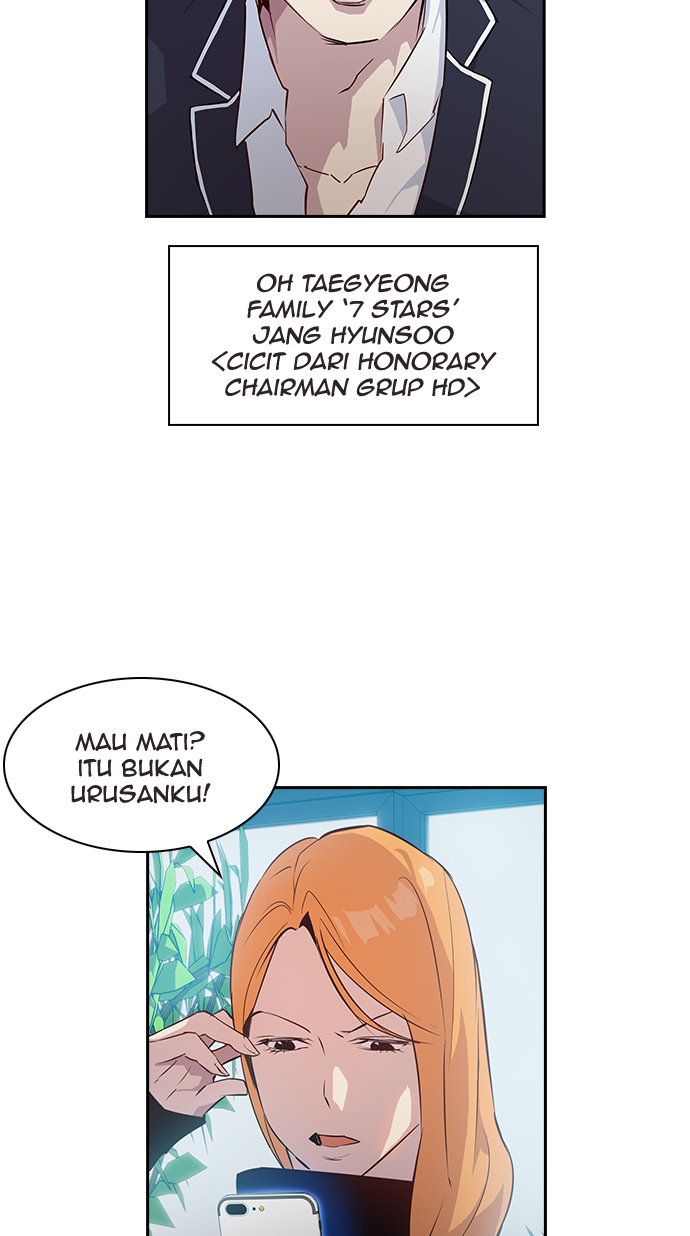 OH TAEGYEONG
FAMILY ‘7 STARS’
JANG HYUNSOO
<CICIT DARI HONORARY
CHAIRMAN GRUP HD>
MAU MATI?
ITU BUKAN
URUSANKU!